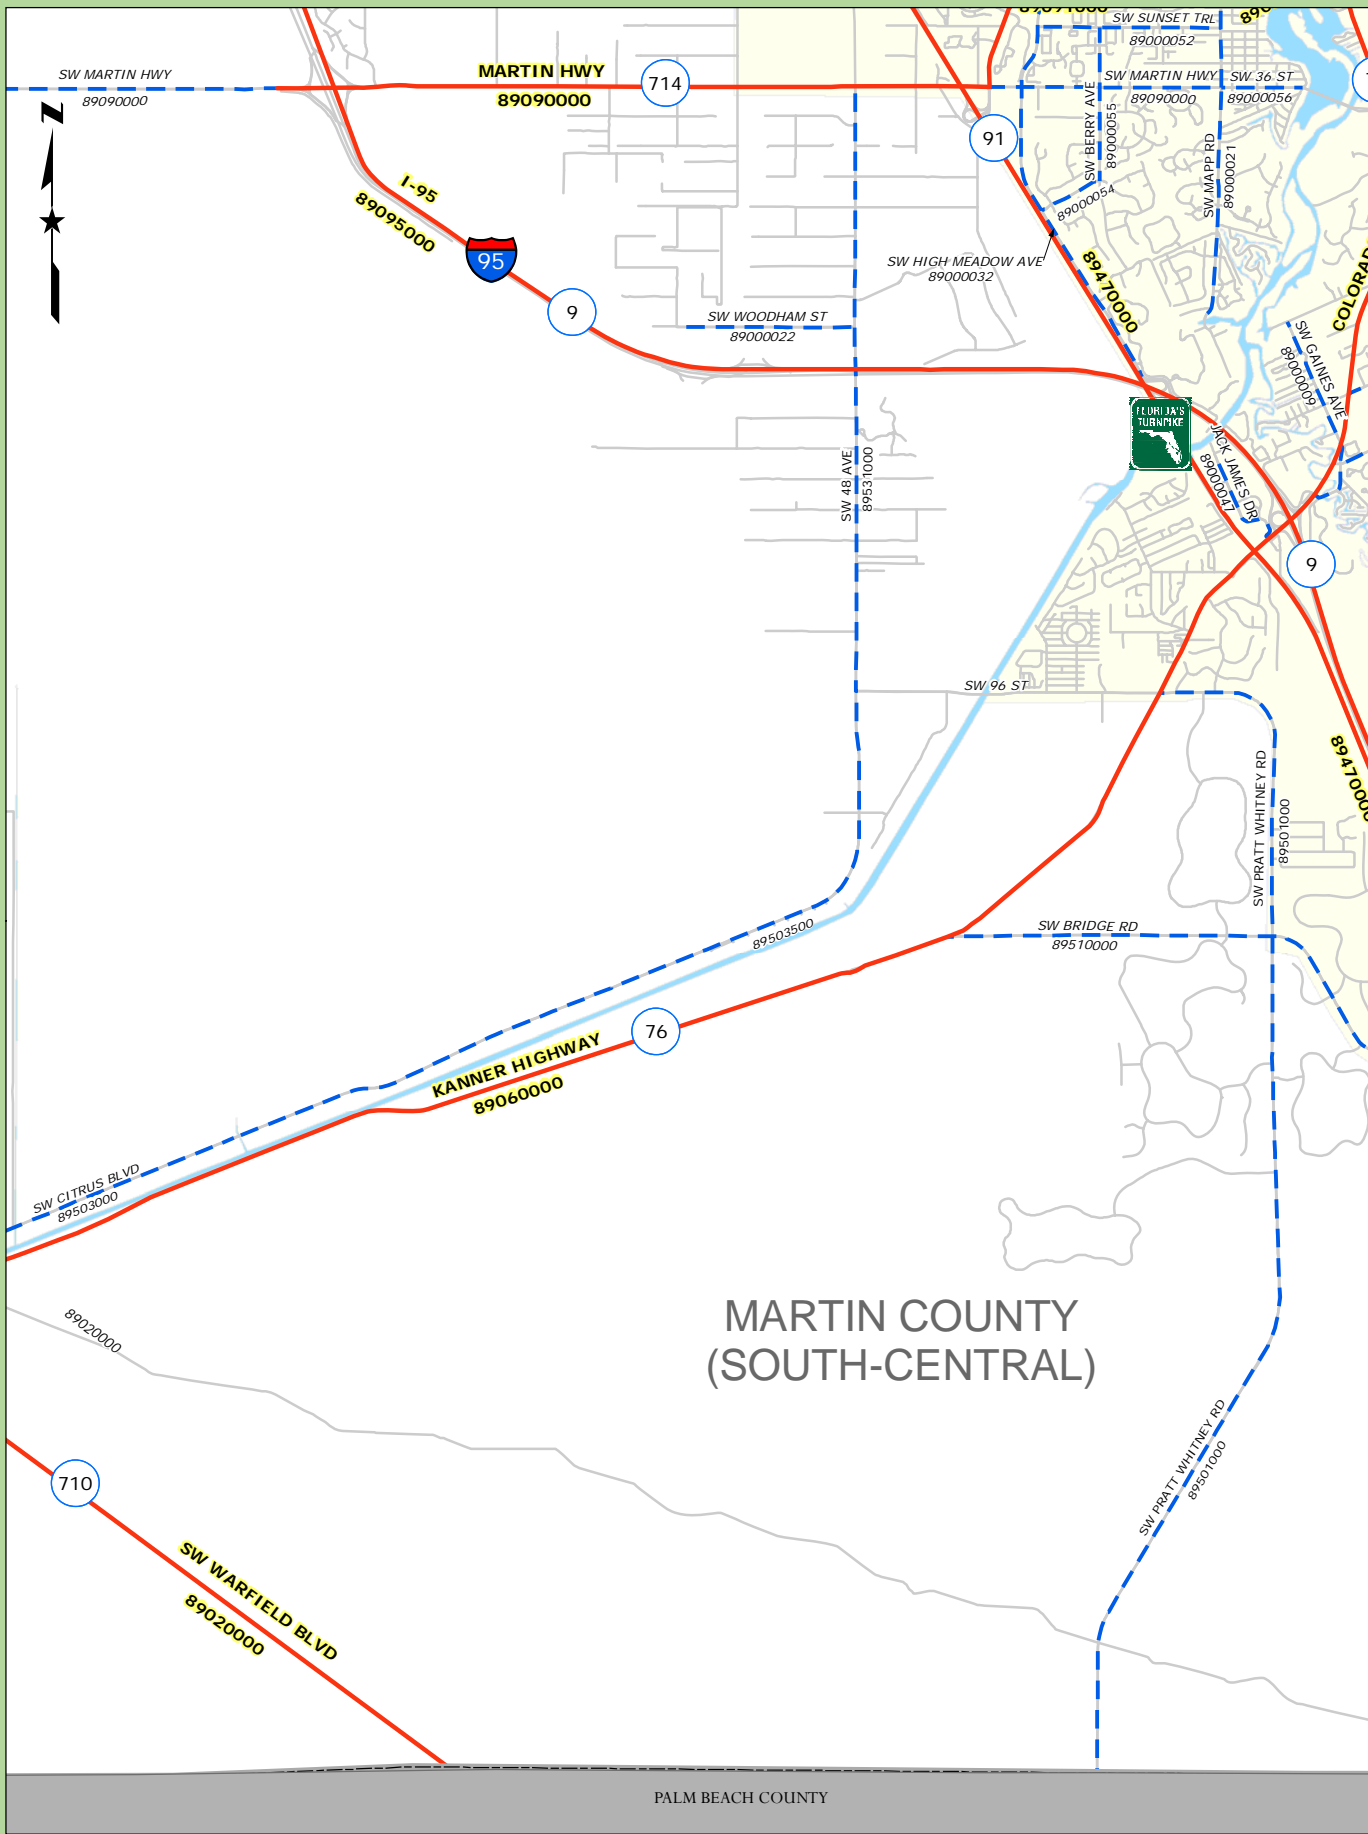 SW SUNSET TRL
89000052
SW MARTIN HWY
89090000
MARTIN HWY
89090000
714
SW MARTIN HWY
89090000
SW 36 ST
89000056
N
91
SW BERRY AVE
89000055
SW MAPP RD
89000021
89000054
I-95
89095000
95
9
SW HIGH MEADOW AVE
89000032
89470000
SW WOODHAM ST
89000022
SW GAINES AVE
89000009
FLORIDA'S
TURNPIKE
JACK JAMES DR
89000047
SW 48 AVE
89531000
9
SW 96 ST
SW PRATT WHITNEY RD
89501000
89470000
89503500
SW BRIDGE RD
89510000
76
KANNER HIGHWAY
89060000
SW CITRUS BLVD
89503000
89020000
MARTIN COUNTY
(SOUTH-CENTRAL)
SW PRATT WHITNEY RD
89501000
710
SW WARFIELD BLVD
89020000
PALM BEACH COUNTY